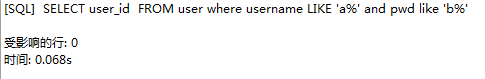 [SQL]  SELECT user_id  FROM user where username LIKE 'a%' and pwd like 'b%'
受影响的行: 0
时间: 0.068s